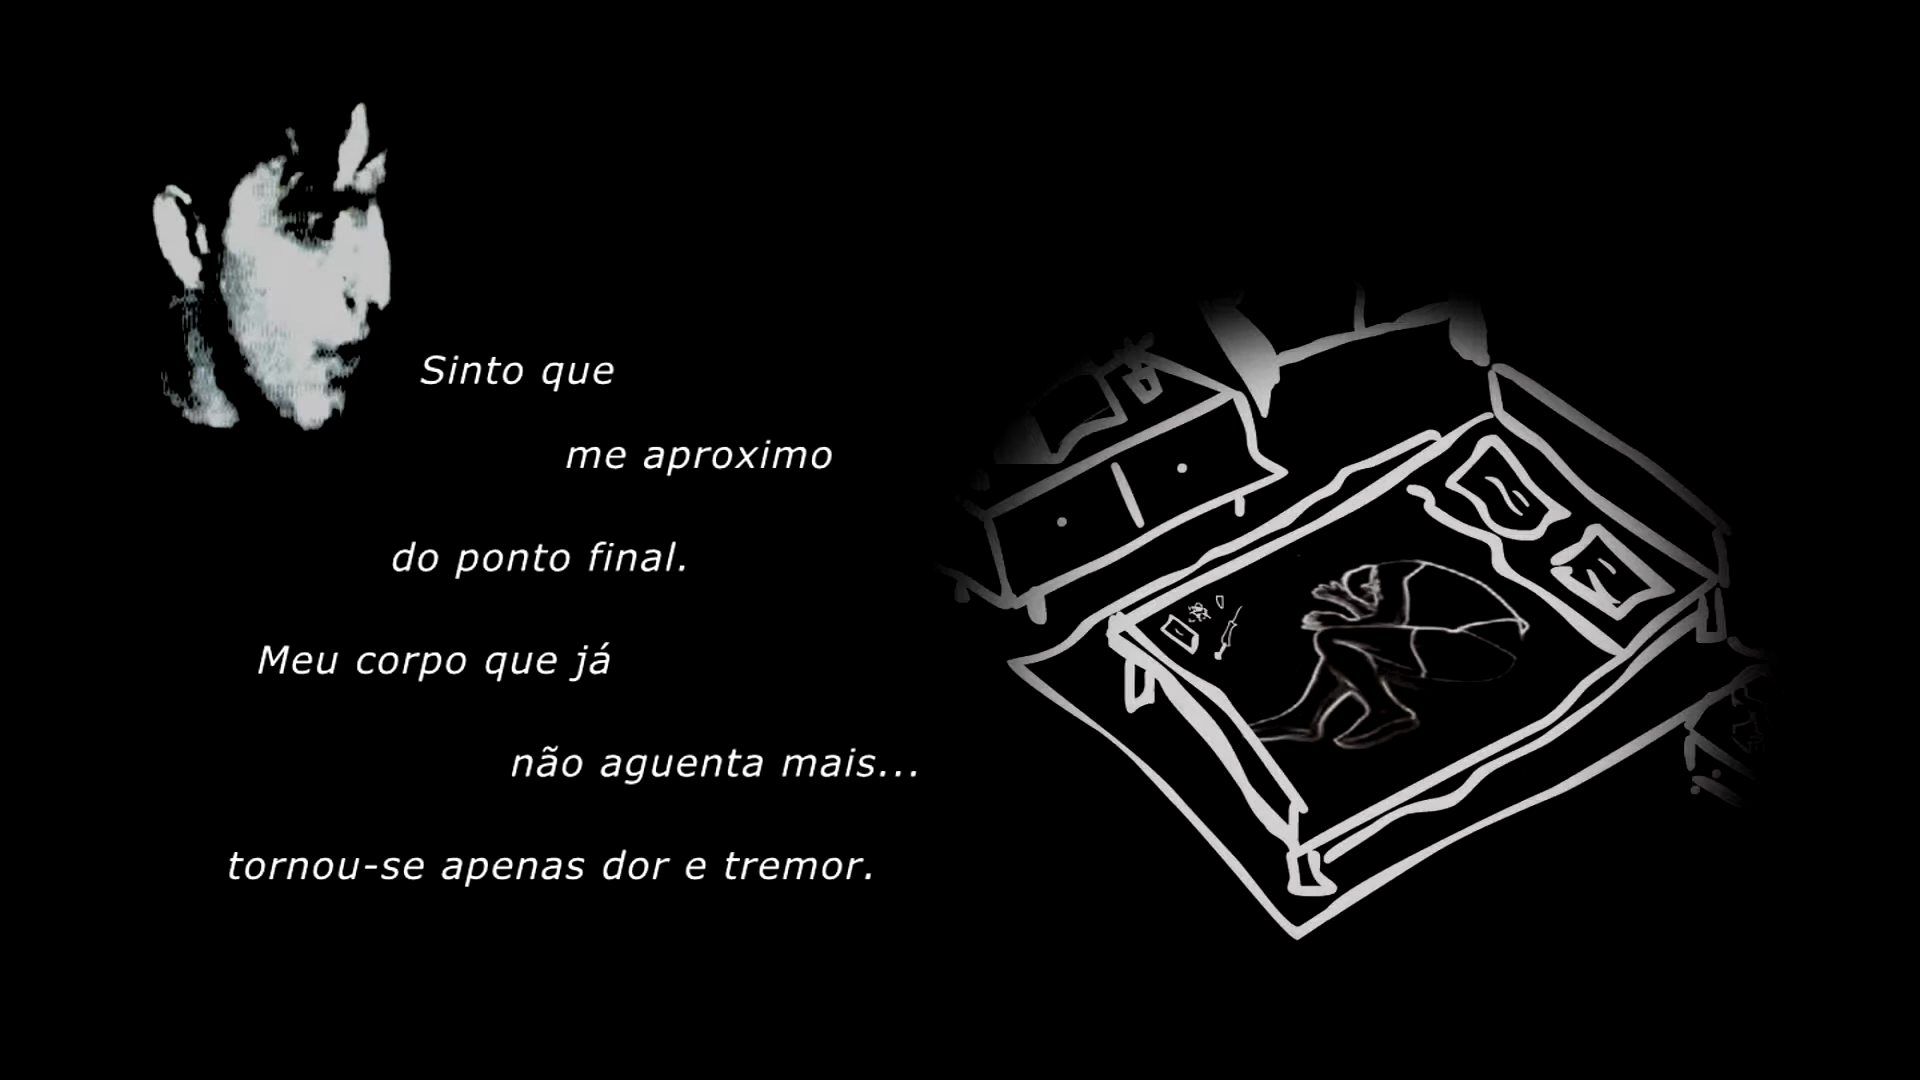 Sinto que
me aproximo
do ponto final.
Meu corpo que já
não aguenta mais...
tornou-se apenas dor e tremor.